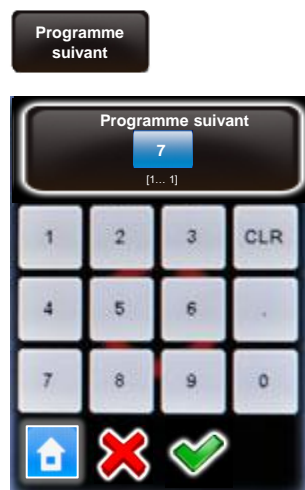 Programme
suivant
Programme suivant
7
[1... 1]
1 2 3 CLR
4 5 6 .
7 8 9 0